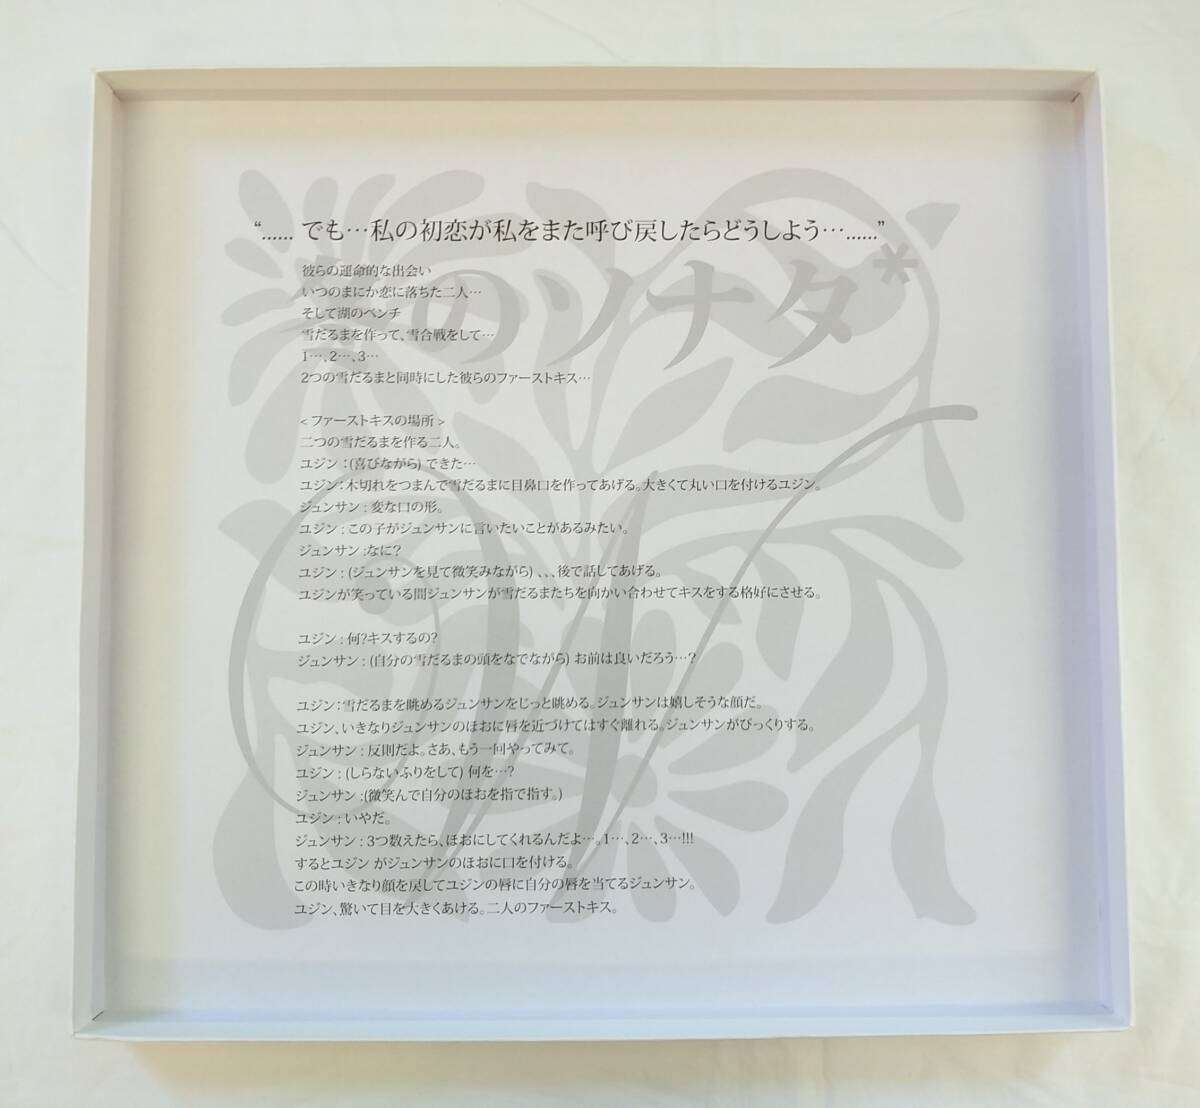 “...... でも…私の初恋が私をまた呼び戻したらどうしよう…......”
のソナタ*
彼らの運命的な出会い
いつのまにか恋に落ちた二人…
そして湖のベンチ
雪だるまを作って、雪合戦をして…
1…、2…、3…
2つの雪だるまと同時にした彼らのファーストキス…
< ファーストキスの場所 >
二つの雪だるまを作る二人。
ユジン : (喜びながら) できた…
ユジン : 木切れをつまんで雪だるまに目鼻口を作ってあげる。大きくて丸い口を付けるユジン。
ジュンサン : 変な口の形。
ユジン : この子がジュンサンに言いたいことがあるみたい。
ジュンサン :なに?
ユジン : (ジュンサンを見て微笑みながら) 、、、後で話してあげる。
ユジンが笑っている間ジュンサンが雪だるまたちを向かい合わせてキスをする格好にさせる。
ユジン : 何?キスするの?
ジュンサン : (自分の雪だるまの頭をなでながら) お前は良いだろう…?
ユジン : 雪だるまを眺めるジュンサンをじっと眺める。ジュンサンは嬉しそうな顔だ。
ユジン、いきなりジュンサンのほおに唇を近づけてはすぐ離れる。ジュンサンがびっくりする。
ジュンサン : 反則だよ。さあ、もう一回やってみて。
ユジン : (しらないふりをして) 何を…?
ジュンサン :(微笑んで自分のほおを指で指す。)
ユジン : いやだ。
ジュンサン : 3つ数えたら、ほおにしてくれるんだよ…。1…、2…、3…!!!
するとユジン がジュンサンのほおに口を付ける。
この時いきなり顔を戻してユジンの唇に自分の唇を当てるジュンサン。
ユジン、驚いて目を大きくあける。二人のファーストキス。